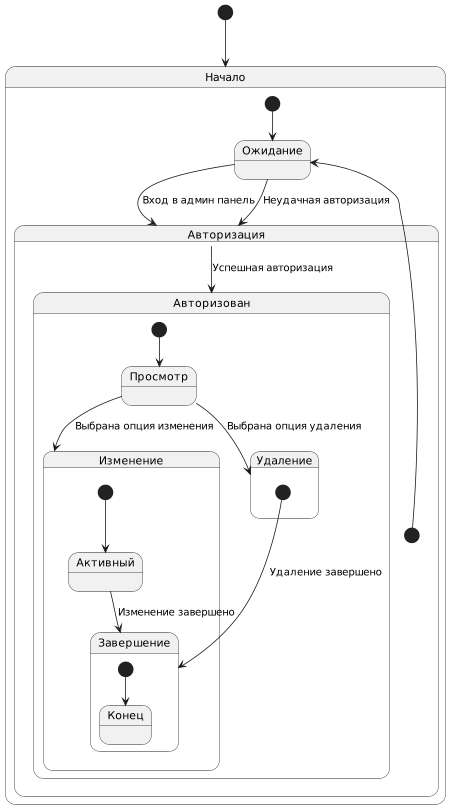 Начало
Ожидание
Вход в админ панель
Неудачная авторизация
Авторизация
Успешная авторизация
Авторизован
Просмотр
Выбрана опция изменения
Выбрана опция удаления
Изменение
Удаление
Активный
Удаление завершено
Изменение завершено
Завершение
Конец